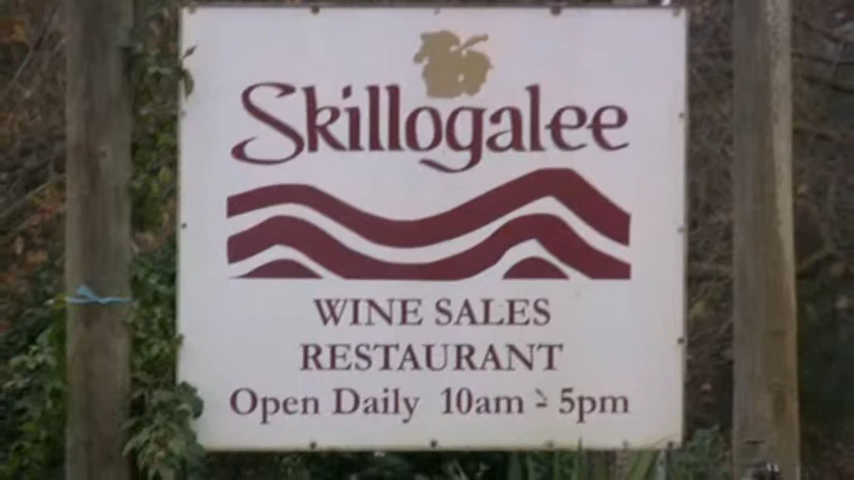 Skillogalee
WINE SALES
RESTAURANT
Open Daily 10am - 5pm